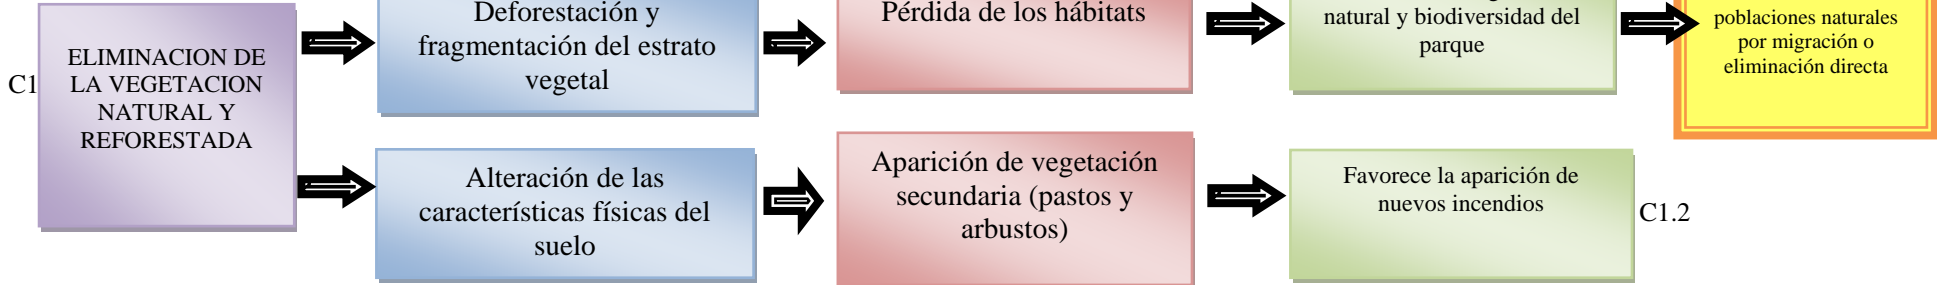 C1
ELIMINACION DE
LA VEGETACION
NATURAL Y
REFORESTADA
Deforestación y
fragmentación del estrato
vegetal
Pérdida de los hábitats
natural y biodiversidad del
parque
poblaciones naturales
por migración o
eliminación directa
Alteración de las
características físicas del
suelo
Aparición de vegetación
secundaria (pastos y
arbustos)
Favorece la aparición de
nuevos incendios
C1.2